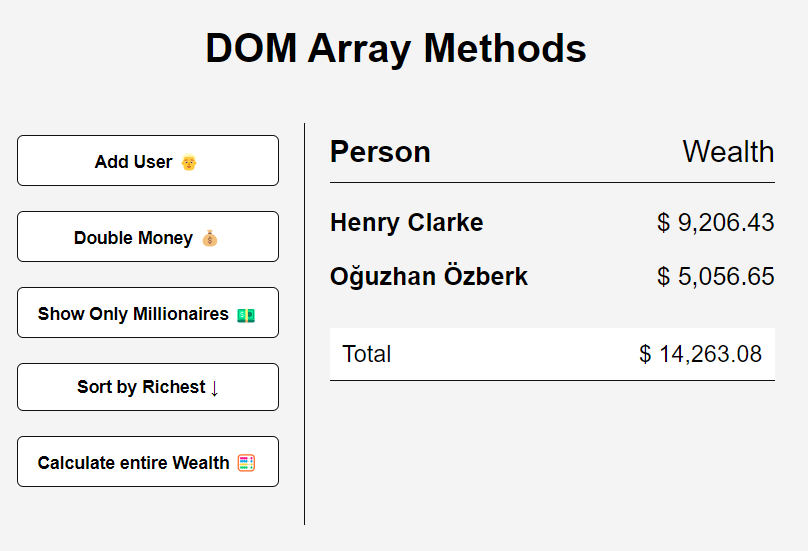 DOM Array Methods
Add User 👴
Double Money 💰
Show Only Millionaires 💵
Sort by Richest ↓
Calculate entire Wealth 🧮
Person Wealth
Henry Clarke $ 9,206.43
Oğuzhan Özberk $ 5,056.65
Total $ 14,263.08